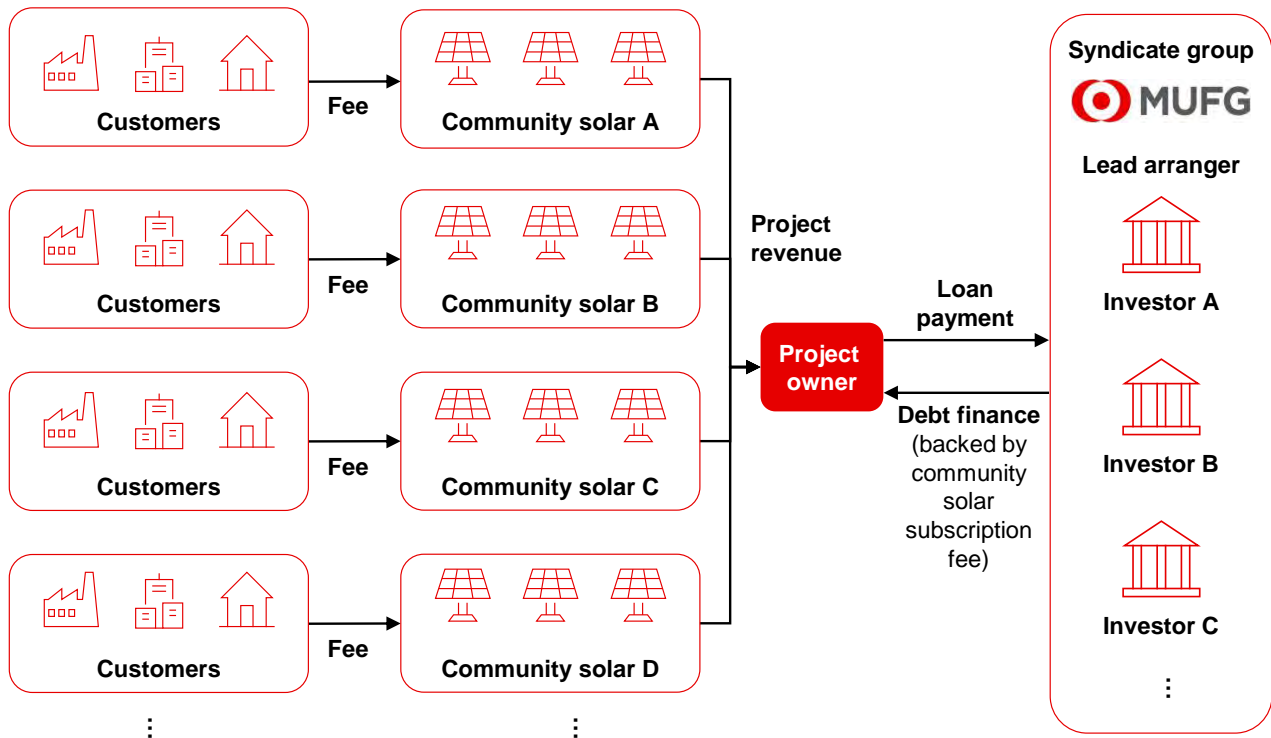 Customers
Fee
Community solar A
Customers
Fee
Community solar B
Customers
Fee
Community solar C
Customers
Fee
Community solar D
⋮
⋮
Project
revenue
Project
owner
Loan
payment
Debt finance
(backed by
community
solar
subscription
fee)
Syndicate group
MUFG
Lead arranger
Investor A
Investor B
Investor C
⋮